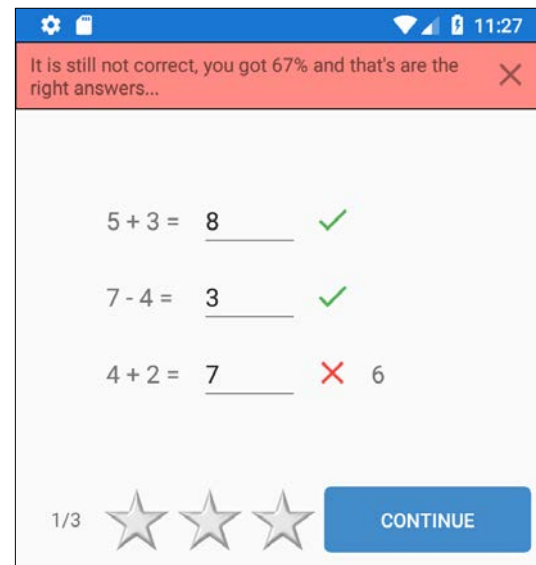 11:27
It is still not correct, you got 67% and that's are the
right answers...
5 + 3 = 8
7 - 4 = 3
4 + 2 = 7 6
1/3 CONTINUE